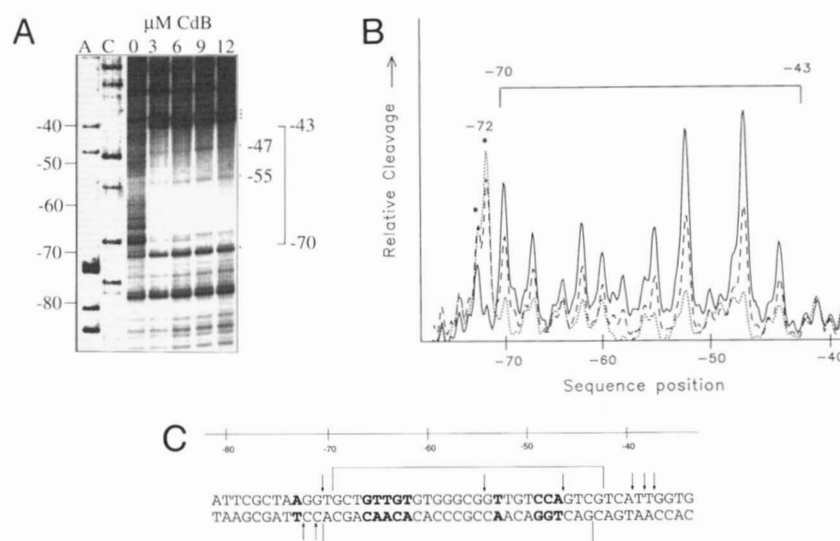 A
µM CdB
A C 0 3 6 9 12
-40
-50
-60
-70
-80
-43
-47
-55
-70
B
Relative Cleavage
-70
-43
-72
-70
-60
-50
-40
Sequence position
C
-80 -70 -60 -50 -40
ATTCGCTAAGGTGCTGTTGTGTGGGCGGTTGTCCAGTCGTCATTGGTG
TAAGCGATTCCACGACAACACACCCGCCAACAGGTCAGCAGTAACCAC